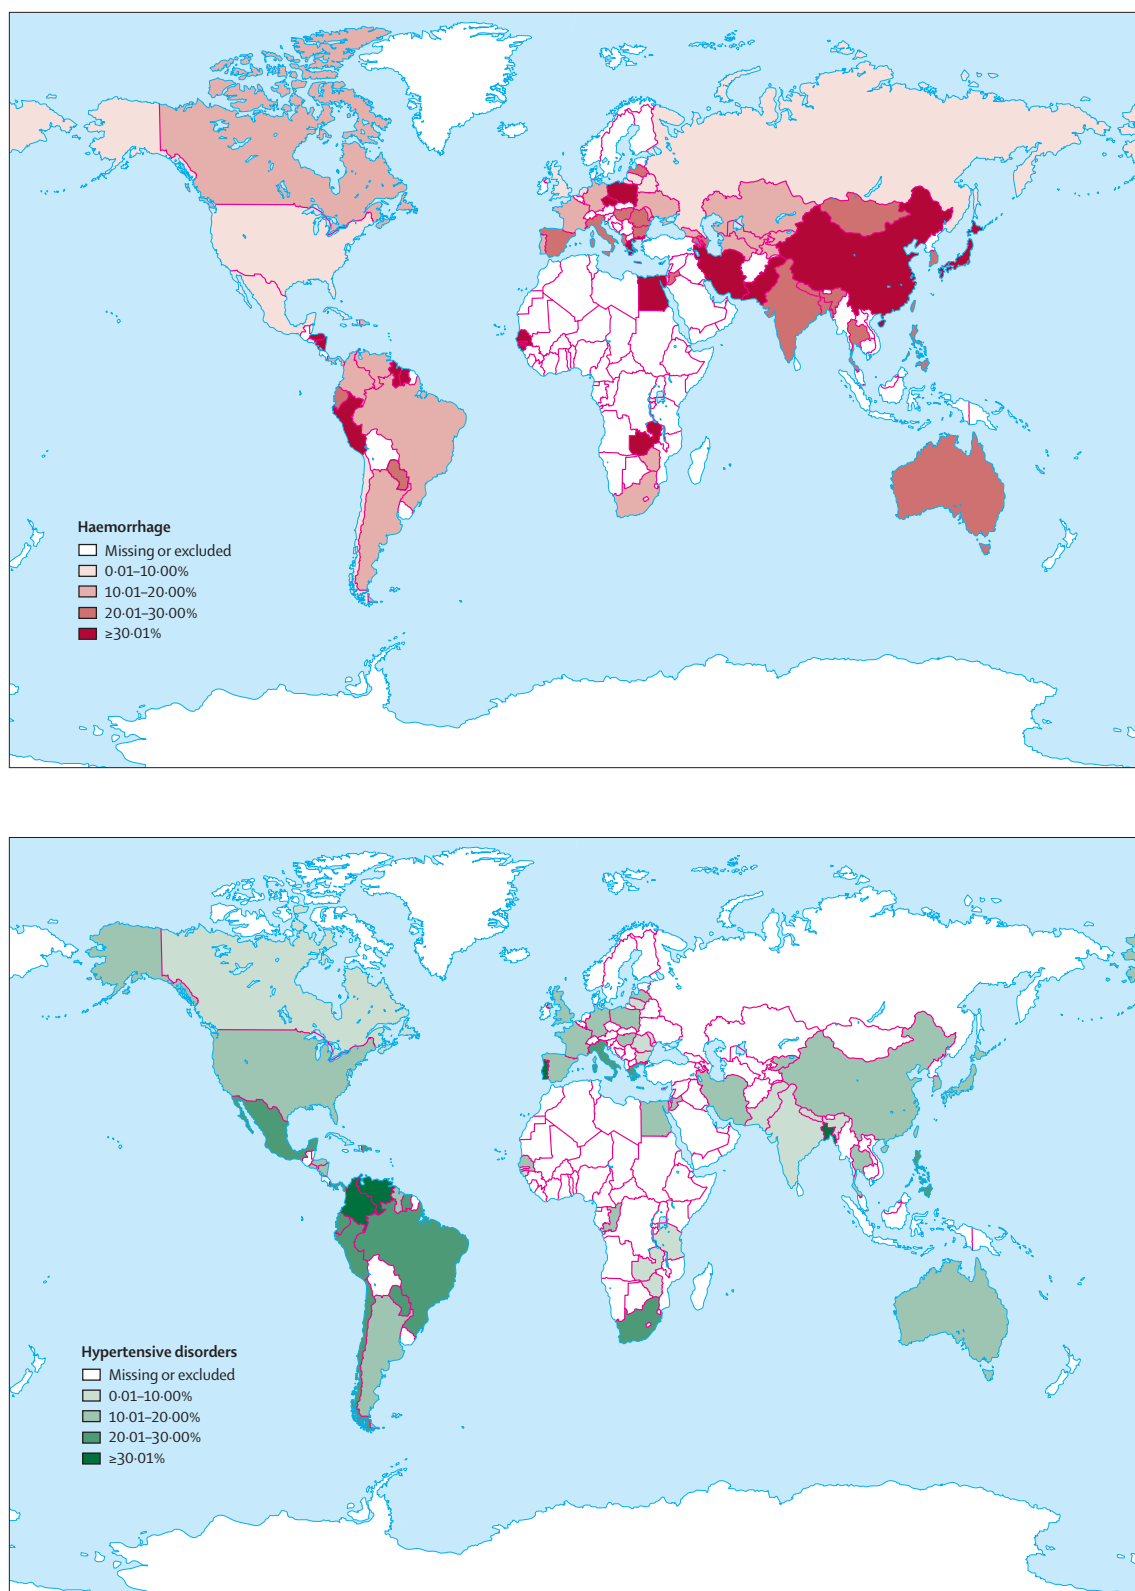 Haemorrhage
Missing or excluded
0·01–10·00%
10·01–20·00%
20·01–30·00%
≥30·01%
Hypertensive disorders
Missing or excluded
0·01–10·00%
10·01–20·00%
20·01–30·00%
≥30·01%